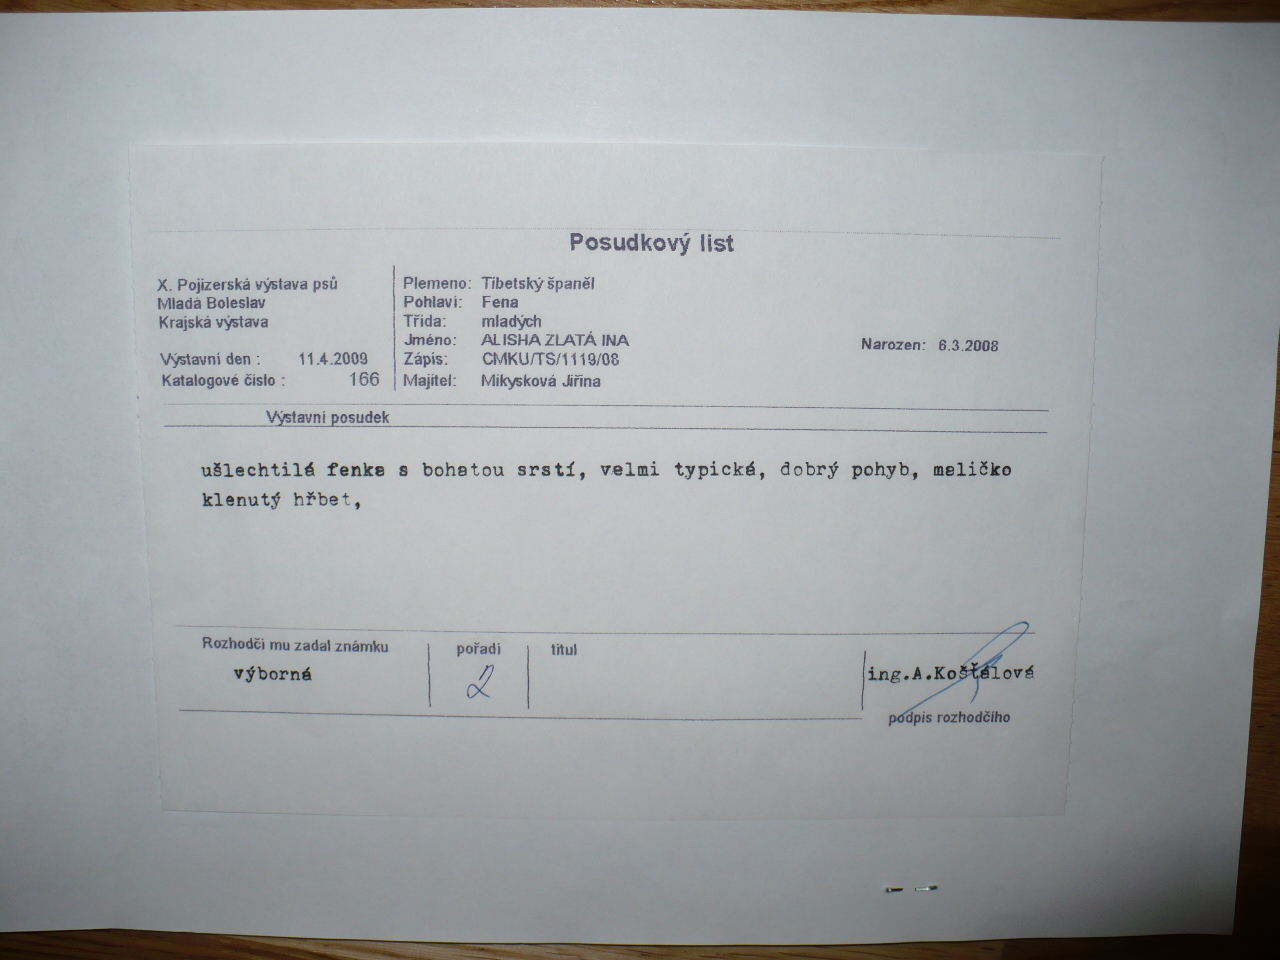 Posudkový list
X. Pojizerská výstava psů
Mladá Boleslav
Krajská výstava
Výstavní den : 11.4.2009
Katalogové číslo : 166
Plemeno: Tibetský španěl
Pohlaví: Fena
Třída: mladých
Jméno: ALISHA ZLATÁ INA
Zápis: CMKU/TS/1119/08
Majitel: Mikysková Jiřina
Narozen: 6.3.2008
Výstavní posudek
ušlechtilá fenka s bohatou srstí, velmi typická, dobrý pohyb, maličko
klenutý hřbet,
Rozhodčí mu zadal známku pořadí titul
výborná 2 ing.A.Košťálová
podpis rozhodčího